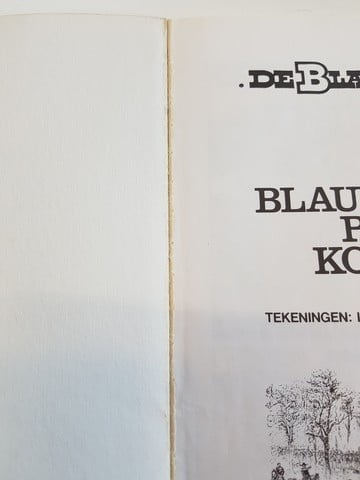 .DE BLA
BLAU
P
KO
TEKENINGEN: